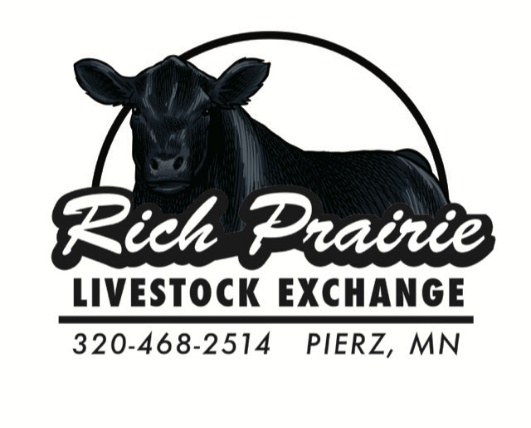 Rich Prairie
LIVESTOCK EXCHANGE
320-468-2514 PIERZ, MN